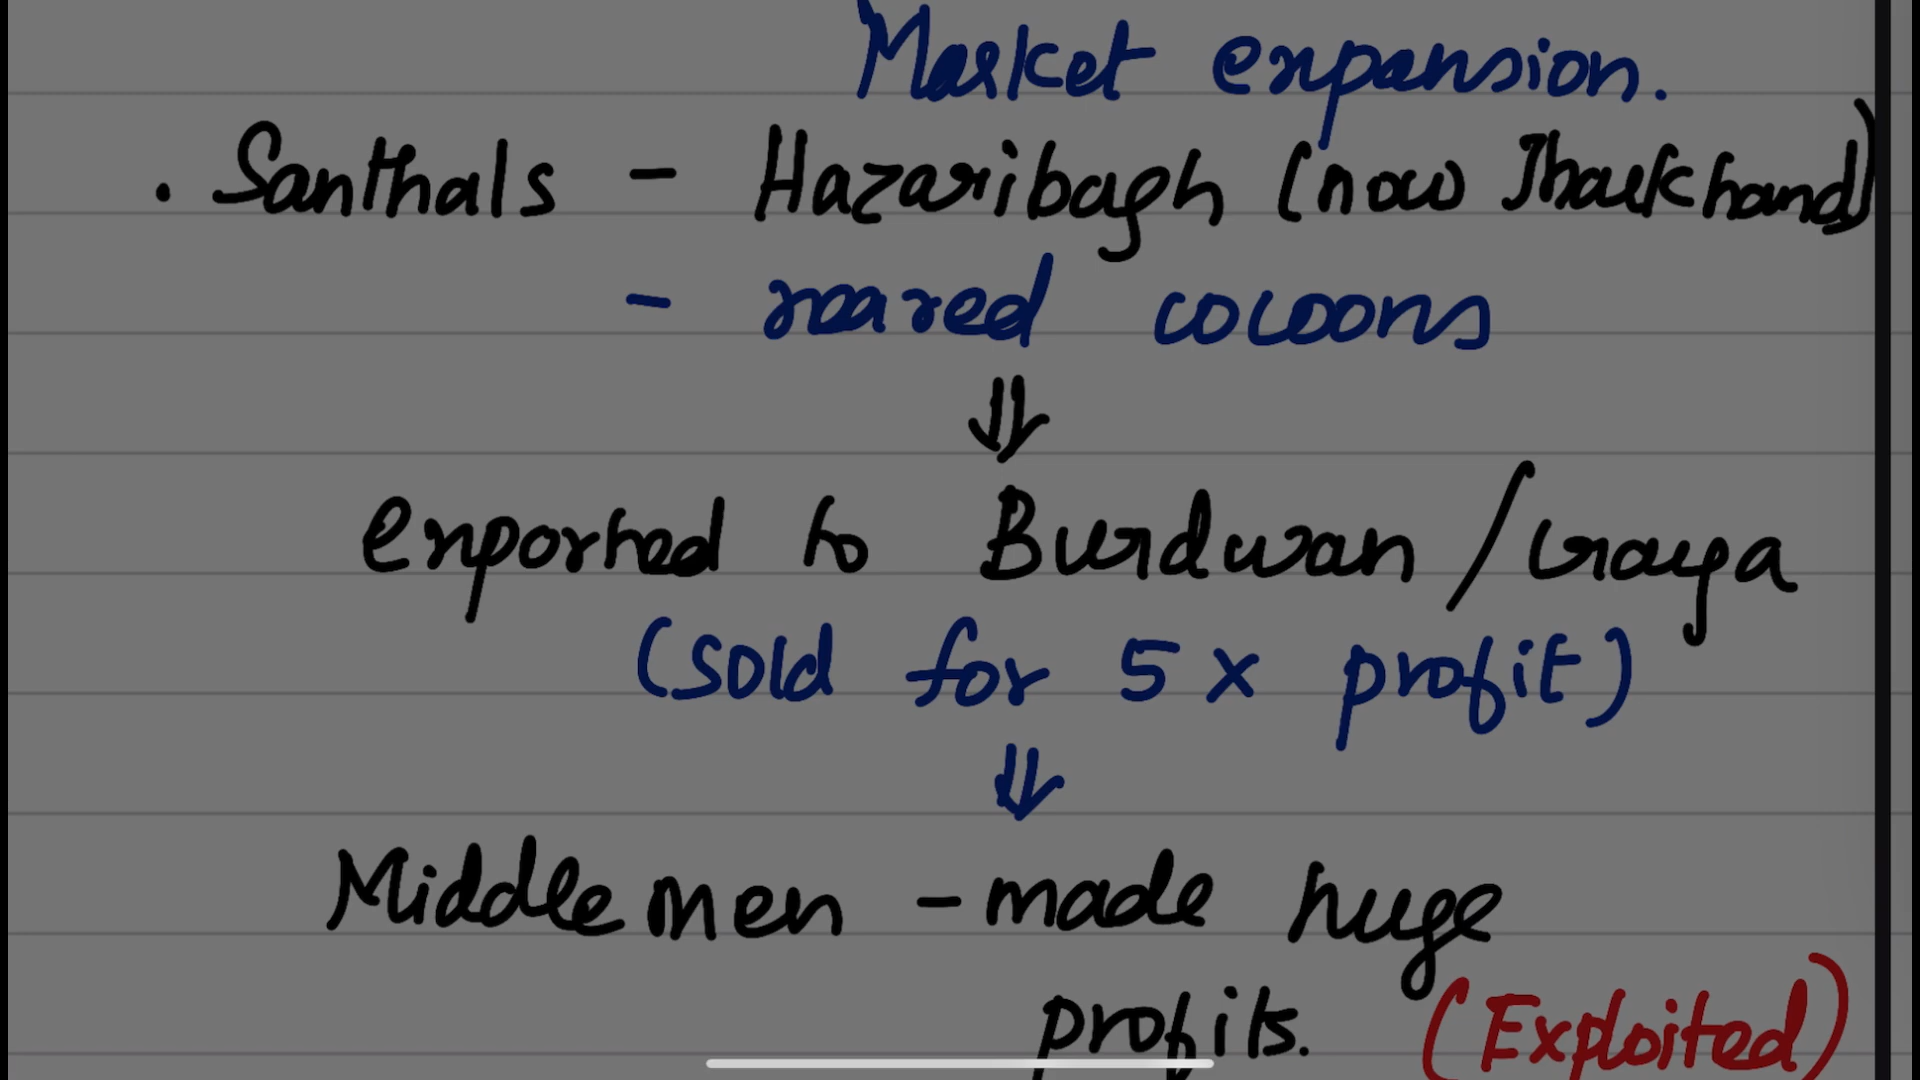 Market expansion.
. Santhals - Hazaribagh (now Jharkhand)
- reared cocoons
⇓
exported to Burdwan / Gaya
(sold for 5 x profit)
⇓
Middlemen - made huge
profits. (Exploited)